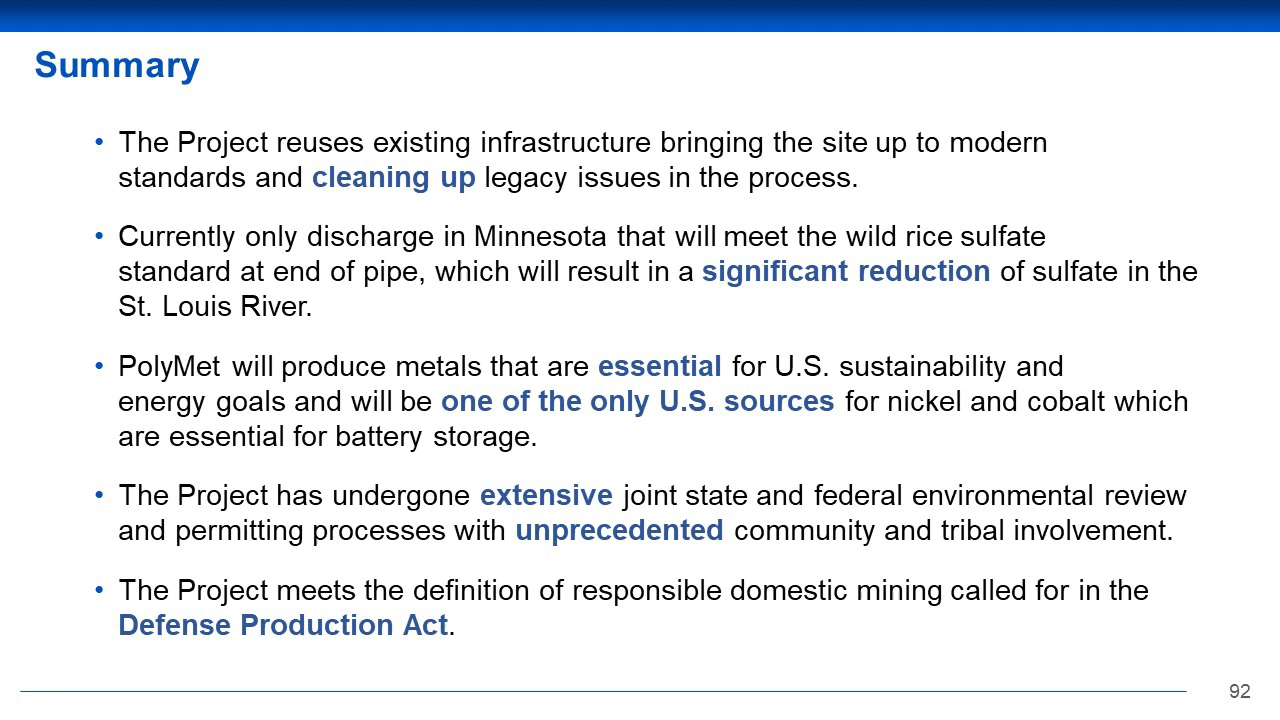 Summary
• The Project reuses existing infrastructure bringing the site up to modern
standards and cleaning up legacy issues in the process.
• Currently only discharge in Minnesota that will meet the wild rice sulfate
standard at end of pipe, which will result in a significant reduction of sulfate in the
St. Louis River.
• PolyMet will produce metals that are essential for U.S. sustainability and
energy goals and will be one of the only U.S. sources for nickel and cobalt which
are essential for battery storage.
• The Project has undergone extensive joint state and federal environmental review
and permitting processes with unprecedented community and tribal involvement.
• The Project meets the definition of responsible domestic mining called for in the
Defense Production Act.
92